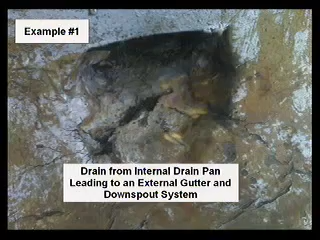 Example #1
Drain from Internal Drain Pan
Leading to an External Gutter and
Downspout System